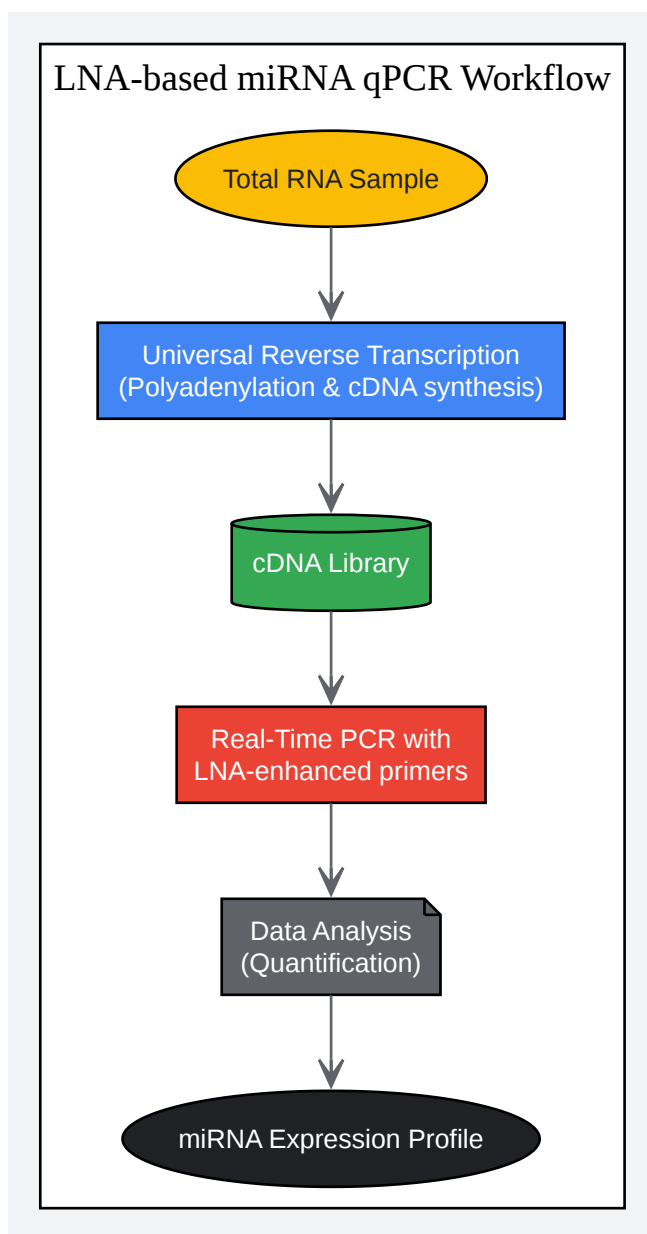 LNA-based miRNA qPCR Workflow
Total RNA Sample
Universal Reverse Transcription
(Polyadenylation & cDNA synthesis)
cDNA Library
Real-Time PCR with
LNA-enhanced primers
Data Analysis
(Quantification)
miRNA Expression Profile